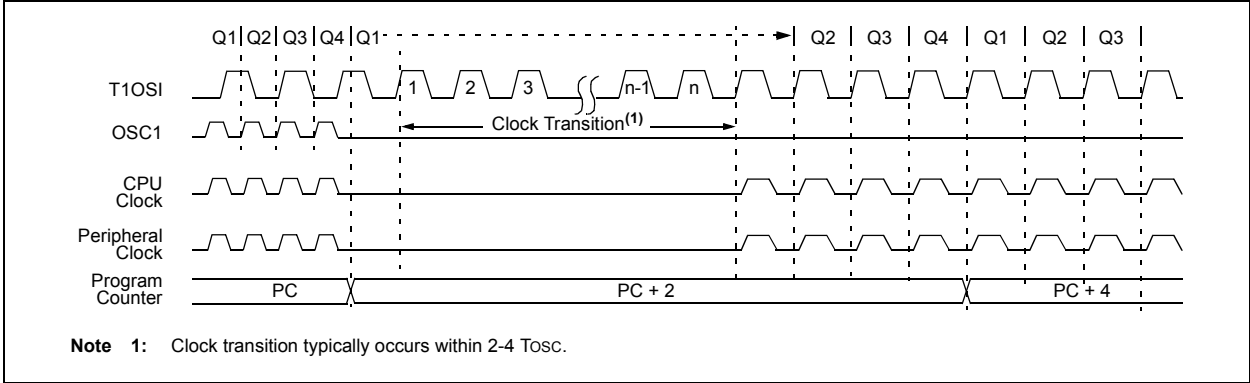 Q1 Q2 Q3 Q4 Q1 Q2 Q3 Q4 Q1 Q2 Q3
T1OSI 1 2 3 n-1 n
OSC1 Clock Transition(1)
CPU
Clock
Peripheral
Clock
Program
Counter PC PC + 2 PC + 4
Note 1: Clock transition typically occurs within 2-4 TOSC.